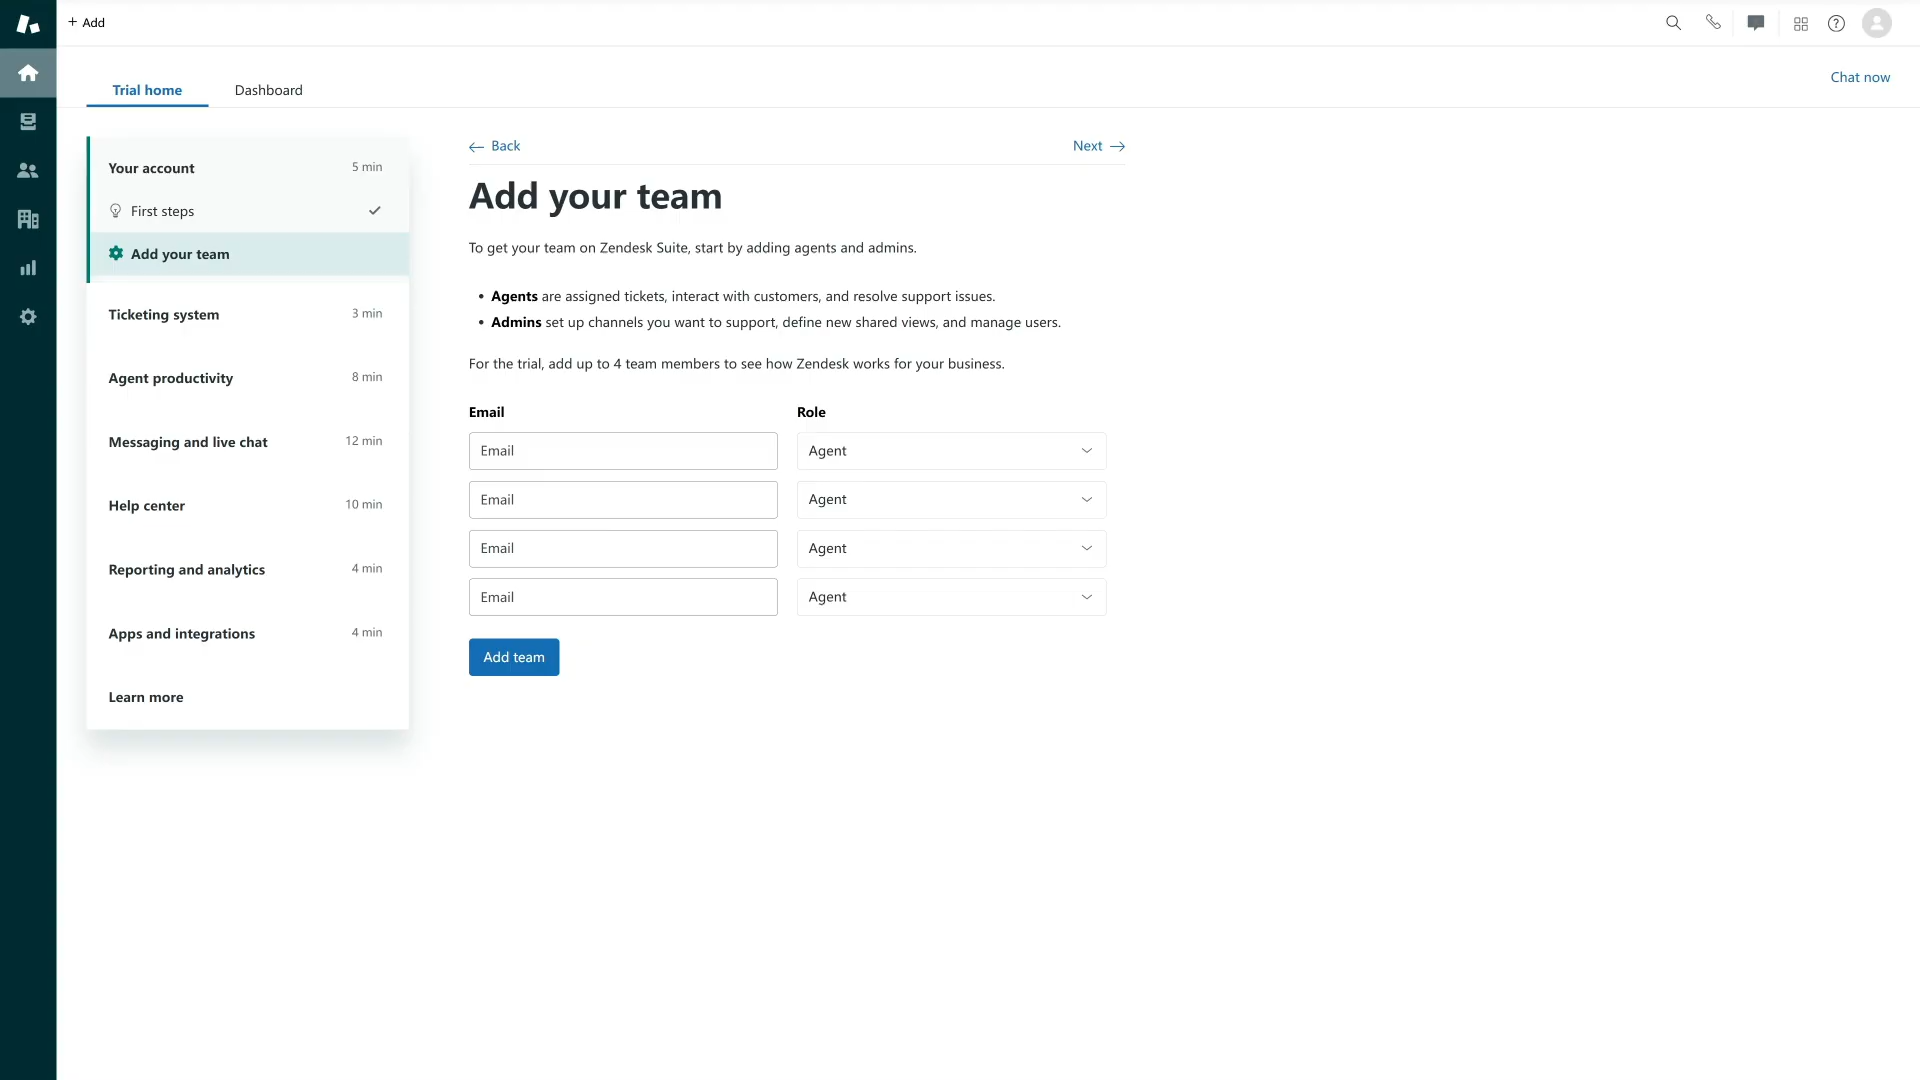 + Add
Trial home
Dashboard
Chat now
Your account
5 min
First steps
Add your team
Ticketing system
3 min
Agent productivity
8 min
Messaging and live chat
12 min
Help center
10 min
Reporting and analytics
4 min
Apps and integrations
4 min
Learn more
← Back
Next →
Add your team
To get your team on Zendesk Suite, start by adding agents and admins.
• Agents are assigned tickets, interact with customers, and resolve support issues.
• Admins set up channels you want to support, define new shared views, and manage users.
For the trial, add up to 4 team members to see how Zendesk works for your business.
Email
Role
Email
Agent
Email
Agent
Email
Agent
Email
Agent
Add team